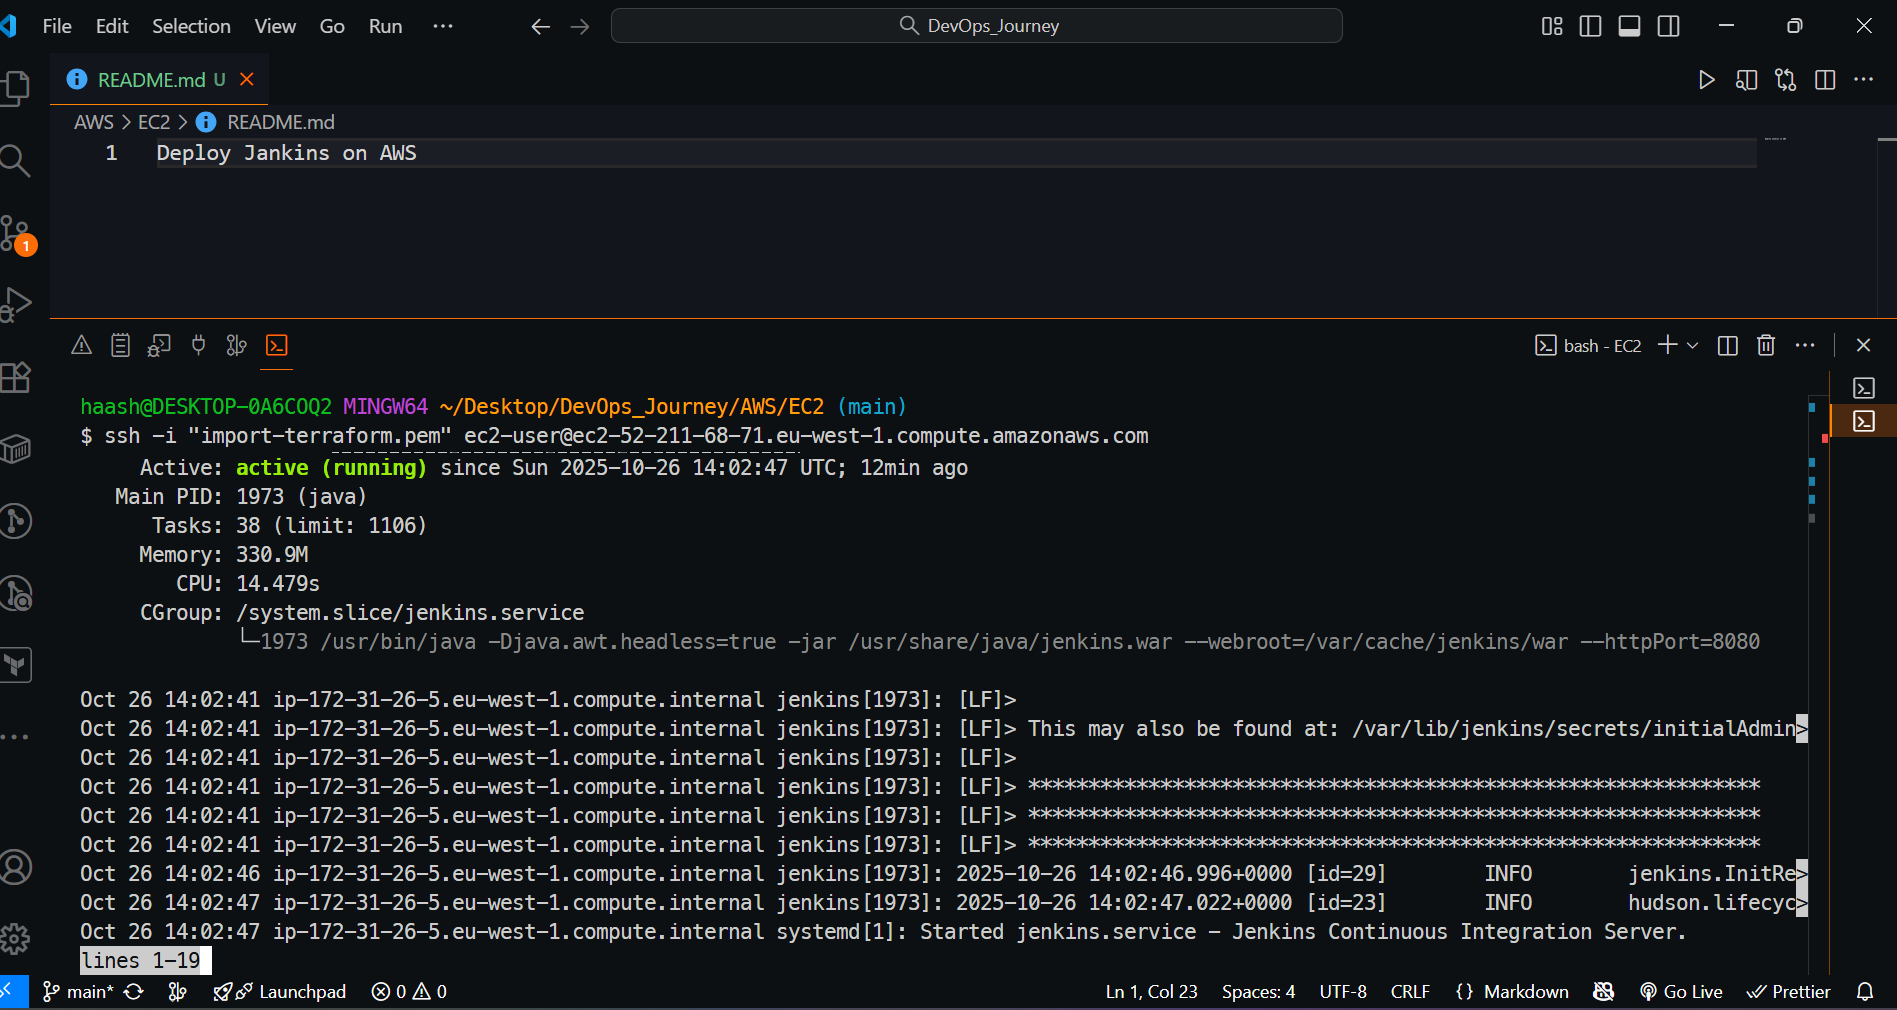 File Edit Selection View Go Run ···
DevOps_Journey
README.md U
AWS > EC2 > README.md
1 Deploy Jankins on AWS
bash - EC2
haash@DESKTOP-0A6COQ2 MINGW64 ~/Desktop/DevOps_Journey/AWS/EC2 (main)
$ ssh -i "import-terraform.pem" ec2-user@ec2-52-211-68-71.eu-west-1.compute.amazonaws.com
Active: active (running) since Sun 2025-10-26 14:02:47 UTC; 12min ago
Main PID: 1973 (java)
Tasks: 38 (limit: 1106)
Memory: 330.9M
CPU: 14.479s
CGroup: /system.slice/jenkins.service
└─1973 /usr/bin/java -Djava.awt.headless=true -jar /usr/share/java/jenkins.war --webroot=/var/cache/jenkins/war --httpPort=8080
Oct 26 14:02:41 ip-172-31-26-5.eu-west-1.compute.internal jenkins[1973]: [LF]>
Oct 26 14:02:41 ip-172-31-26-5.eu-west-1.compute.internal jenkins[1973]: [LF]> This may also be found at: /var/lib/jenkins/secrets/initialAdmin>
Oct 26 14:02:41 ip-172-31-26-5.eu-west-1.compute.internal jenkins[1973]: [LF]>
Oct 26 14:02:41 ip-172-31-26-5.eu-west-1.compute.internal jenkins[1973]: [LF]> *************************************************************
Oct 26 14:02:41 ip-172-31-26-5.eu-west-1.compute.internal jenkins[1973]: [LF]> *************************************************************
Oct 26 14:02:41 ip-172-31-26-5.eu-west-1.compute.internal jenkins[1973]: [LF]> *************************************************************
Oct 26 14:02:46 ip-172-31-26-5.eu-west-1.compute.internal jenkins[1973]: 2025-10-26 14:02:46.996+0000 [id=29] INFO jenkins.InitRe>
Oct 26 14:02:47 ip-172-31-26-5.eu-west-1.compute.internal jenkins[1973]: 2025-10-26 14:02:47.022+0000 [id=23] INFO hudson.lifecyc>
Oct 26 14:02:47 ip-172-31-26-5.eu-west-1.compute.internal systemd[1]: Started jenkins.service - Jenkins Continuous Integration Server.
lines 1-19
1
main* Launchpad 0 0 Ln 1, Col 23 Spaces: 4 UTF-8 CRLF {} Markdown Go Live Prettier